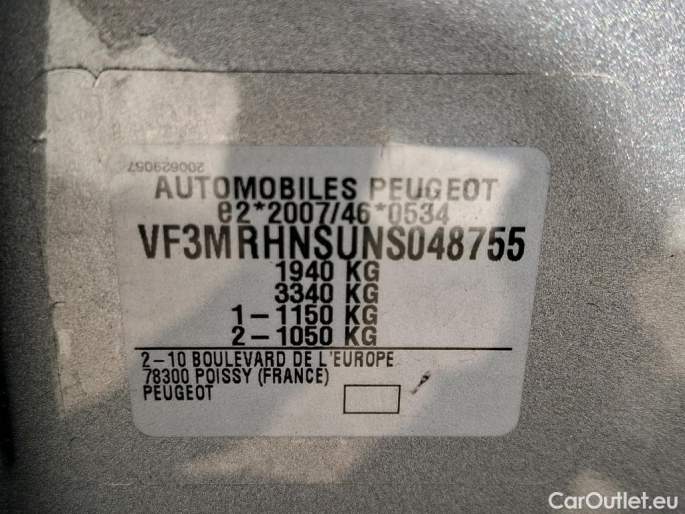 200629057
AUTOMOBILES PEUGEOT
e2*2007/46*0534
VF3MRHNSUNS048755
1940 KG
3340 KG
1-1150 KG
2-1050 KG
2-10 BOULEVARD DE L'EUROPE
78300 POISSY (FRANCE)
PEUGEOT
CarOutlet.eu